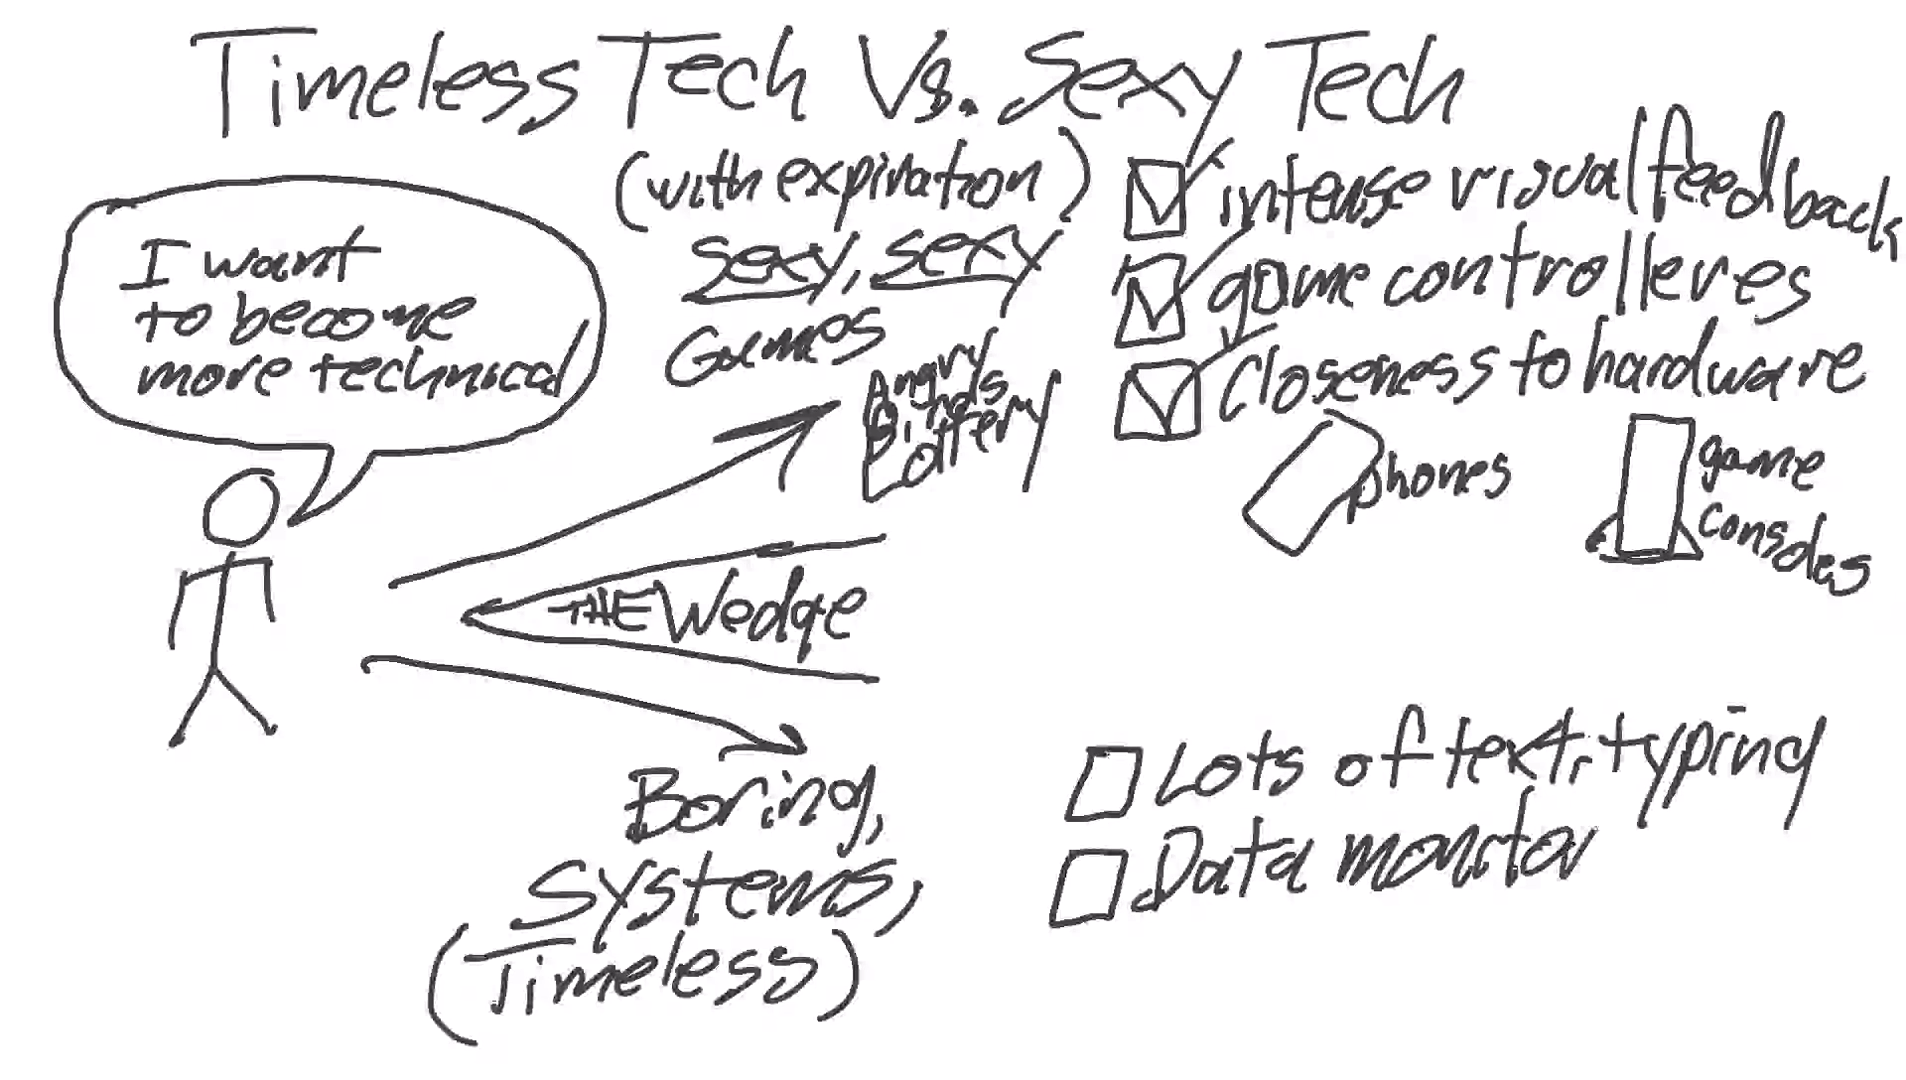 Timeless Tech Vs. Sexy Tech
(with expiration)
I want
to become
more technical
Sexy, sexy
Games
Angry
Birds
Lottery
intense visual feedback
game controlleres
Closeness to hardware
phones
game
consoles
THE Wedge
Boring,
Systems,
(Timeless)
Lots of text, typing
Data monitor